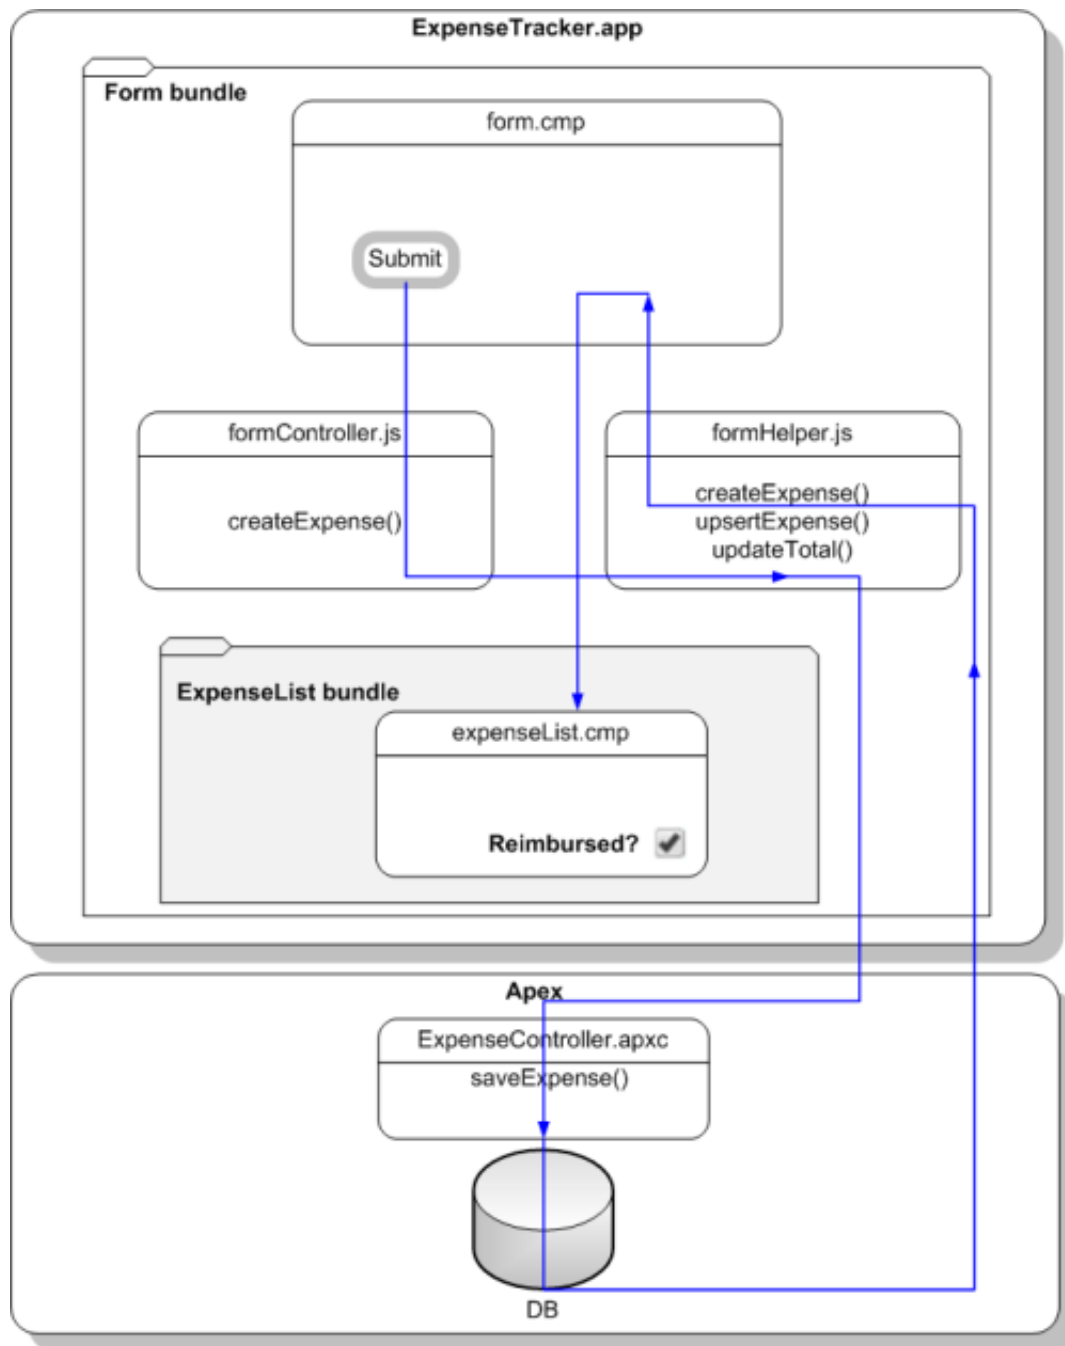 ExpenseTracker.app
Form bundle
form.cmp
Submit
formController.js
createExpense()
formHelper.js
createExpense()
upsertExpense()
updateTotal()
ExpenseList bundle
expenseList.cmp
Reimbursed?
Apex
ExpenseController.apxc
saveExpense()
DB